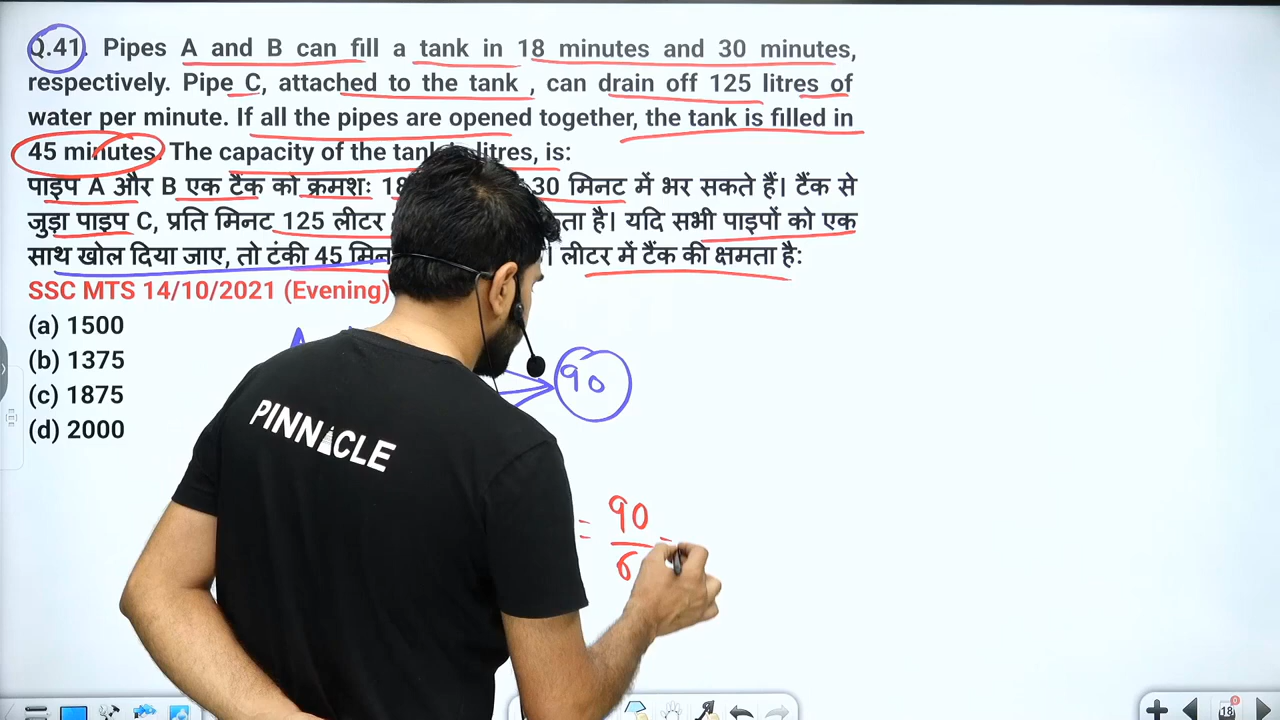 Q.41. Pipes A and B can fill a tank in 18 minutes and 30 minutes,
respectively. Pipe C, attached to the tank , can drain off 125 litres of
water per minute. If all the pipes are opened together, the tank is filled in
45 minutes. The capacity of the tank litres, is:
पाइप A और B एक टैंक को क्रमशः 30 मिनट में भर सकते हैं। टैंक से
जुड़ा पाइप C, प्रति मिनट 125 लीटर है। यदि सभी पाइपों को एक
साथ खोल दिया जाए, तो टंकी 45 । लीटर में टैंक की क्षमता है:
SSC MTS 14/10/2021 (Evening)
(a) 1500
(b) 1375
(c) 1875
(d) 2000
90
PINNACLE
= 90
6 =
18